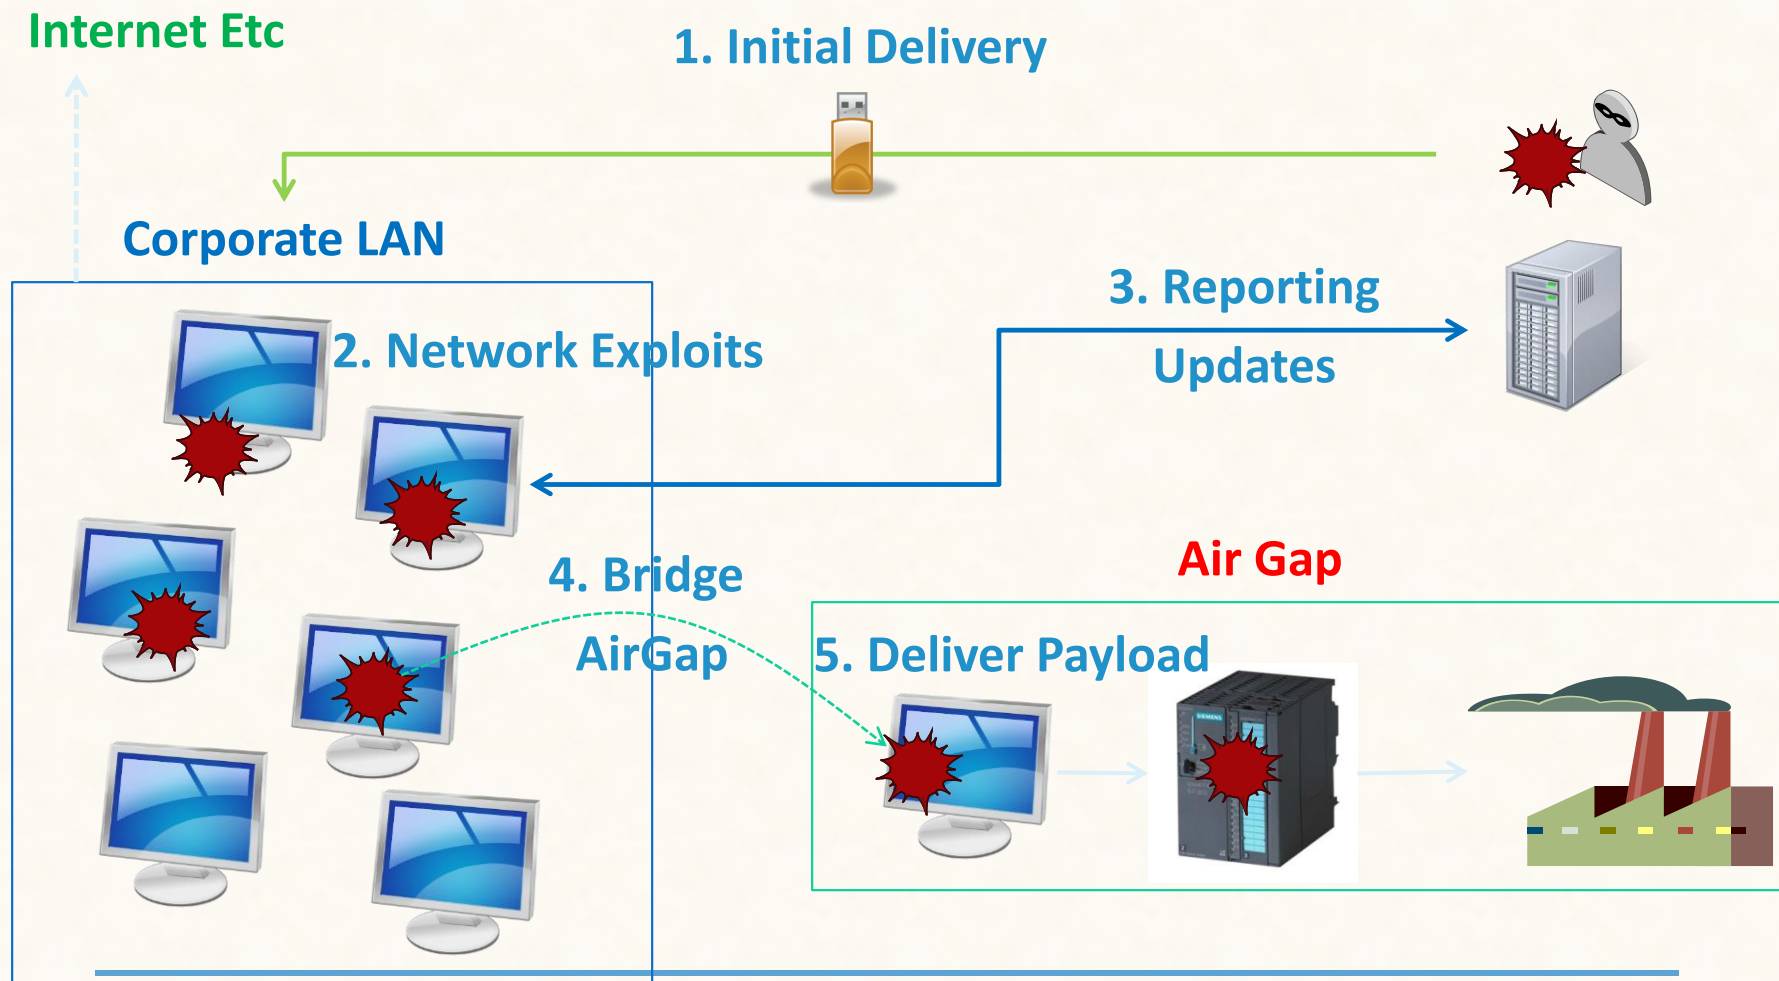 Internet Etc
1. Initial Delivery
Corporate LAN
3. Reporting
Updates
2. Network Exploits
4. Bridge
AirGap
Air Gap
5. Deliver Payload
SIEMENS